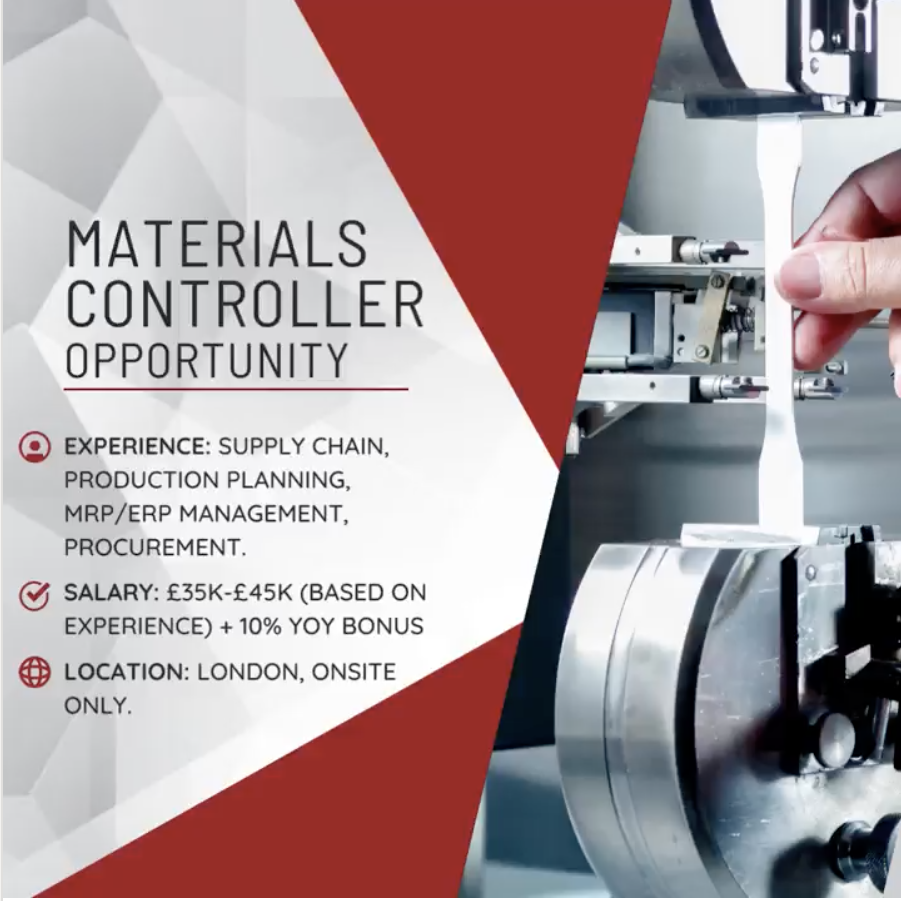 MATERIALS
CONTROLLER
OPPORTUNITY
EXPERIENCE: SUPPLY CHAIN,
PRODUCTION PLANNING,
MRP/ERP MANAGEMENT,
PROCUREMENT.
SALARY: £35K-£45K (BASED ON
EXPERIENCE) + 10% YOY BONUS
LOCATION: LONDON, ONSITE
ONLY.